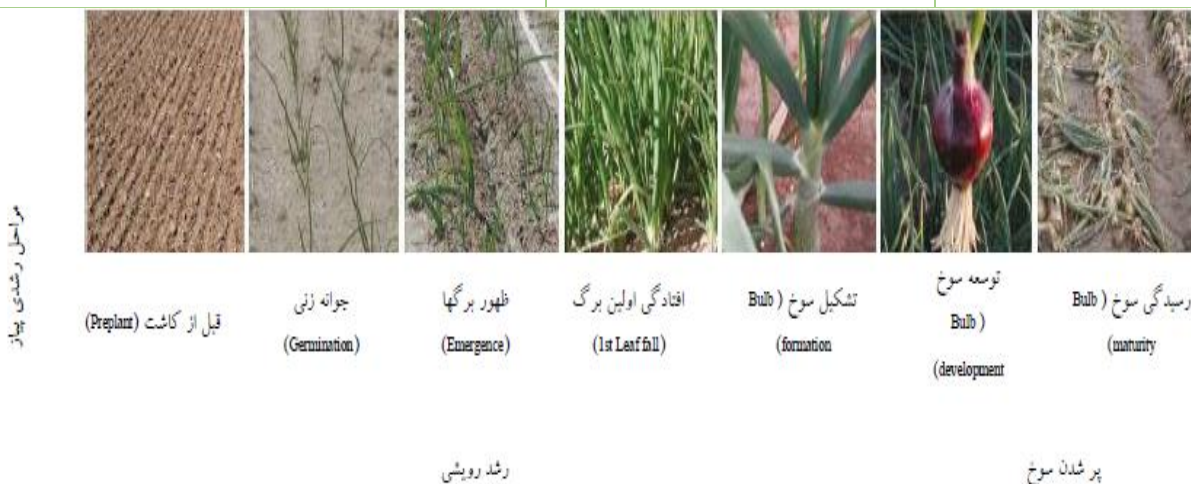 مراحل رشدی پیاز
قبل از کاشت (Preplant)
جوانه زنی
(Germination)
ظهور برگها
(Emergence)
افتادگی اولین برگ
(1st Leaf fall)
تشکیل سوخ (Bulb
formation)
توسعه سوخ
(Bulb
development)
رسیدگی سوخ (Bulb
maturity)
رشد رویشی
پر شدن سوخ